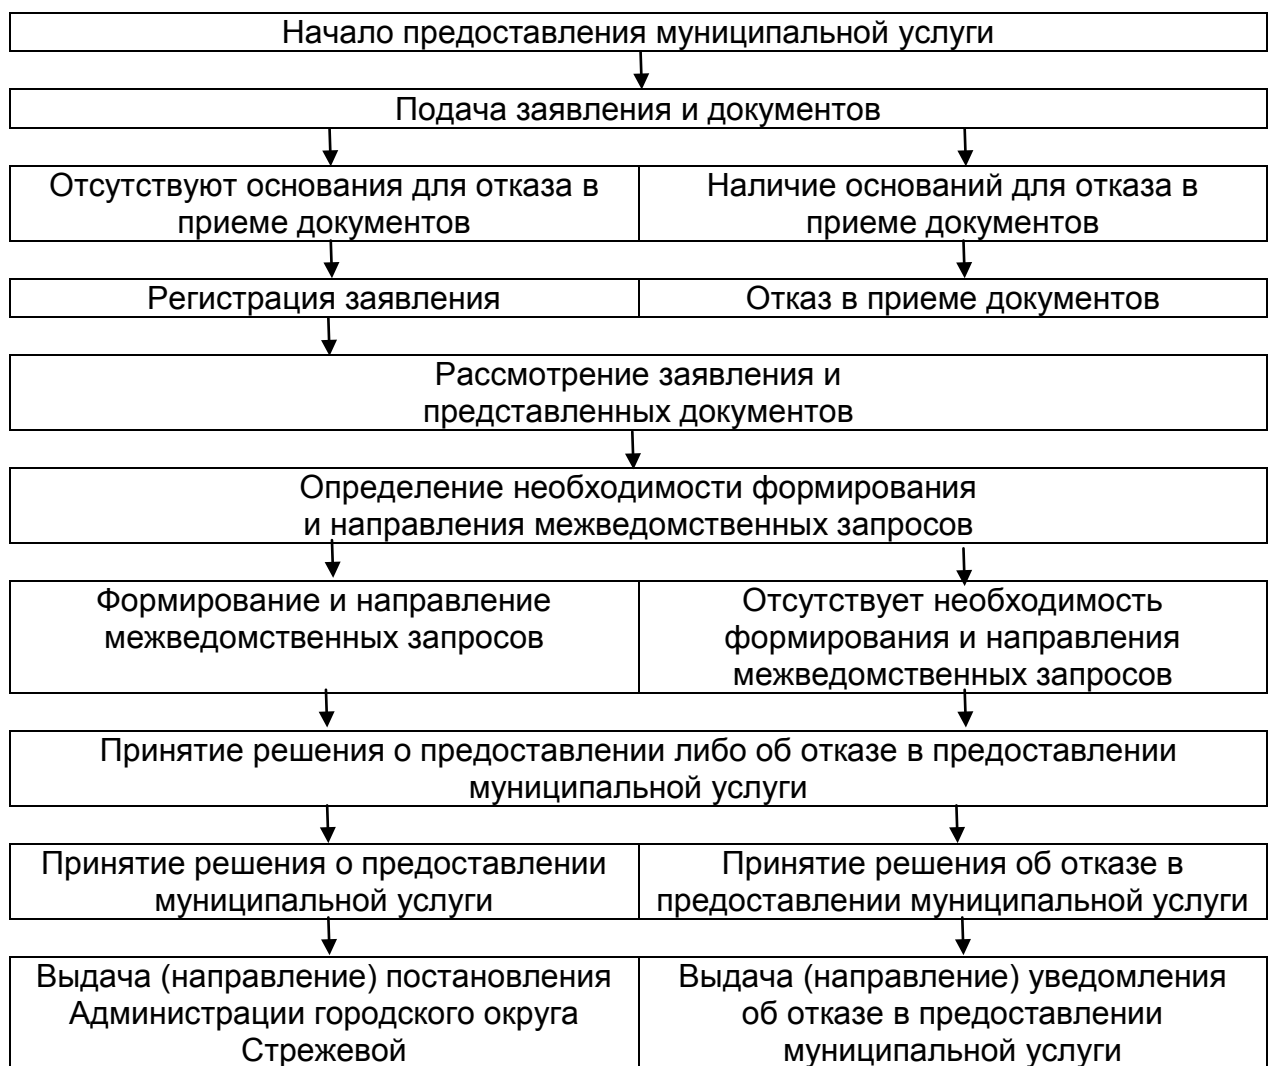 Начало предоставления муниципальной услуги
Подача заявления и документов
Отсутствуют основания для отказа в
приеме документов
Наличие оснований для отказа в
приеме документов
Регистрация заявления
Отказ в приеме документов
Рассмотрение заявления и
представленных документов
Определение необходимости формирования
и направления межведомственных запросов
Формирование и направление
межведомственных запросов
Отсутствует необходимость
формирования и направления
межведомственных запросов
Принятие решения о предоставлении либо об отказе в предоставлении
муниципальной услуги
Принятие решения о предоставлении
муниципальной услуги
Принятие решения об отказе в
предоставлении муниципальной услуги
Выдача (направление) постановления
Администрации городского округа
Стрежевой
Выдача (направление) уведомления
об отказе в предоставлении
муниципальной услуги